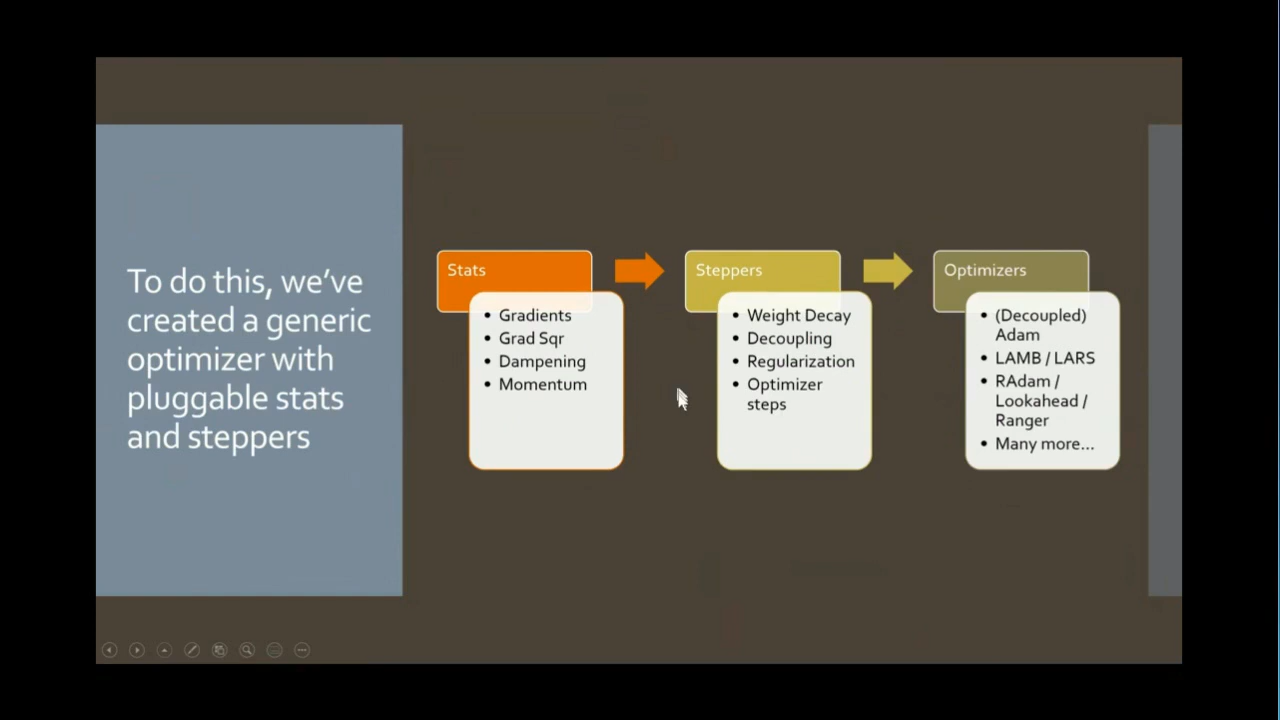 To do this, we've
created a generic
optimizer with
pluggable stats
and steppers
Stats
• Gradients
• Grad Sqr
• Dampening
• Momentum
Steppers
• Weight Decay
• Decoupling
• Regularization
• Optimizer
steps
Optimizers
• (Decoupled)
Adam
• LAMB / LARS
• RAdam /
Lookahead /
Ranger
• Many more...